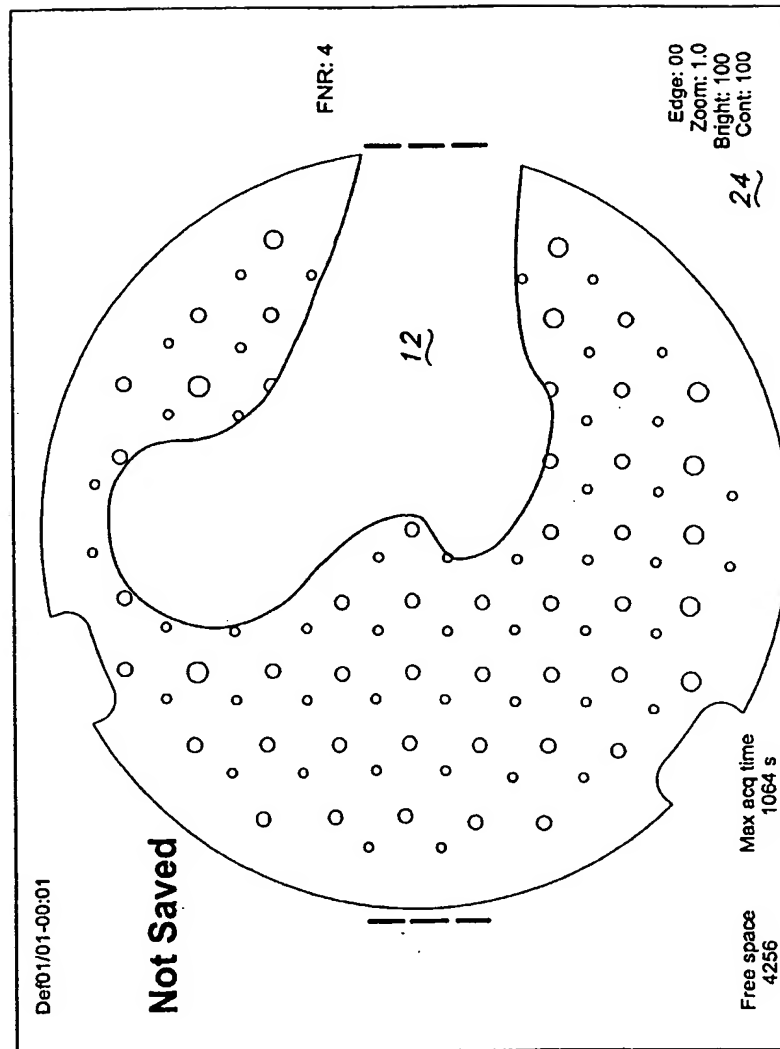 Def01/01-00:01
Not Saved
FNR: 4
12
Edge: 00
Zoom: 1.0
Bright: 100
Cont: 100
24
Free space
4256
Max acq time
1064 s